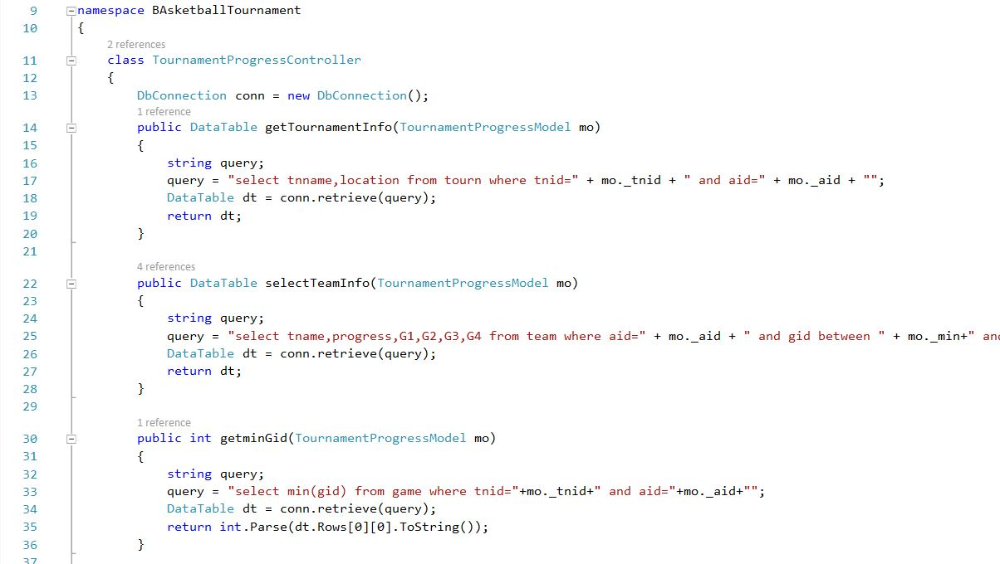 9 namespace BAsketballTournament
10 {
2 references
11 class TournamentProgressController
12 {
13 DbConnection conn = new DbConnection();
1 reference
14 public DataTable getTournamentInfo(TournamentProgressModel mo)
15 {
16 string query;
17 query = "select tnname,location from tourn where tnid=" + mo._tnid + " and aid=" + mo._aid + "";
18 DataTable dt = conn.retrieve(query);
19 return dt;
20 }
21
4 references
22 public DataTable selectTeamInfo(TournamentProgressModel mo)
23 {
24 string query;
25 query = "select tname,progress,G1,G2,G3,G4 from team where aid=" + mo._aid + " and gid between " + mo._min+" and
26 DataTable dt = conn.retrieve(query);
27 return dt;
28 }
29
1 reference
30 public int getminGid(TournamentProgressModel mo)
31 {
32 string query;
33 query = "select min(gid) from game where tnid="+mo._tnid+" and aid="+mo._aid+"";
34 DataTable dt = conn.retrieve(query);
35 return int.Parse(dt.Rows[0][0].ToString());
36 }
37